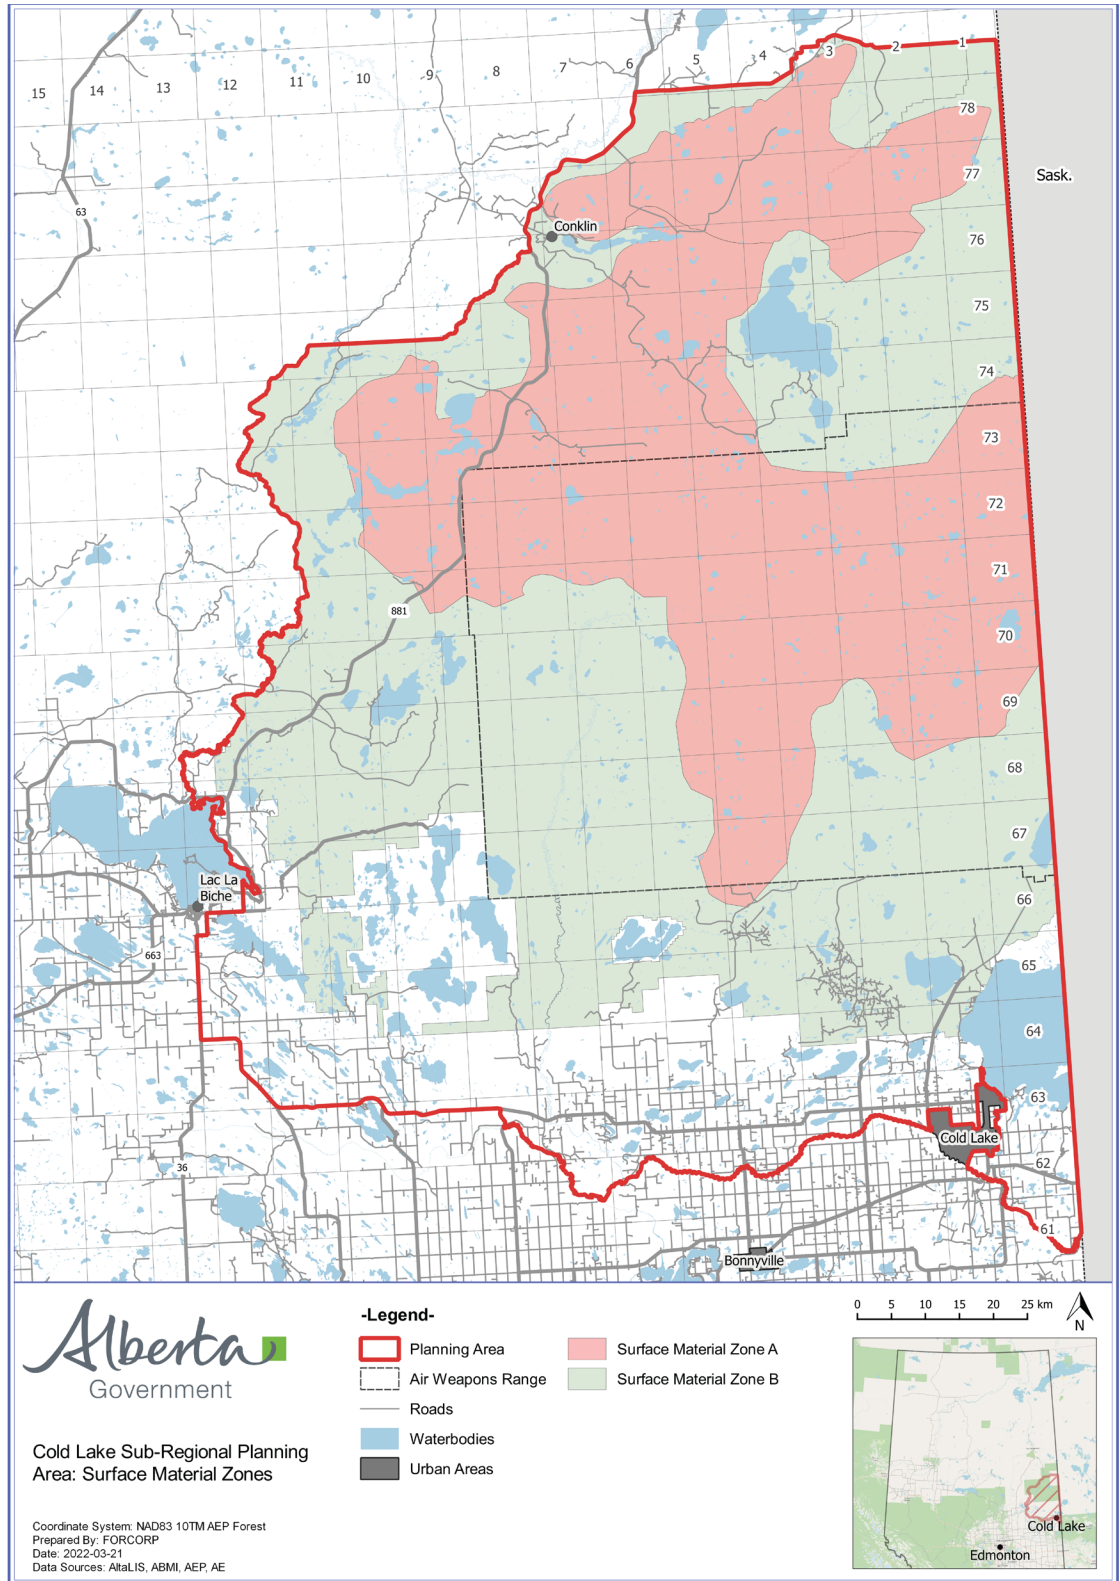 1
2
3
4
5
6
7
8
9
10
11
12
13
14
15
78
77
76
75
74
73
72
71
70
69
68
67
66
65
64
63
62
61
Sask.
63
Conklin
881
Lac La
Biche
663
36
Cold Lake
Bonnyville
Alberta
Government
Cold Lake Sub-Regional Planning
Area: Surface Material Zones
Coordinate System: NAD83 10TM AEP Forest
Prepared By: FORCORP
Date: 2022-03-21
Data Sources: AltaLIS, ABMI, AEP, AE
-Legend-
Planning Area
Air Weapons Range
Roads
Waterbodies
Urban Areas
Surface Material Zone A
Surface Material Zone B
0 5 10 15 20 25 km
N
Cold Lake
Edmonton